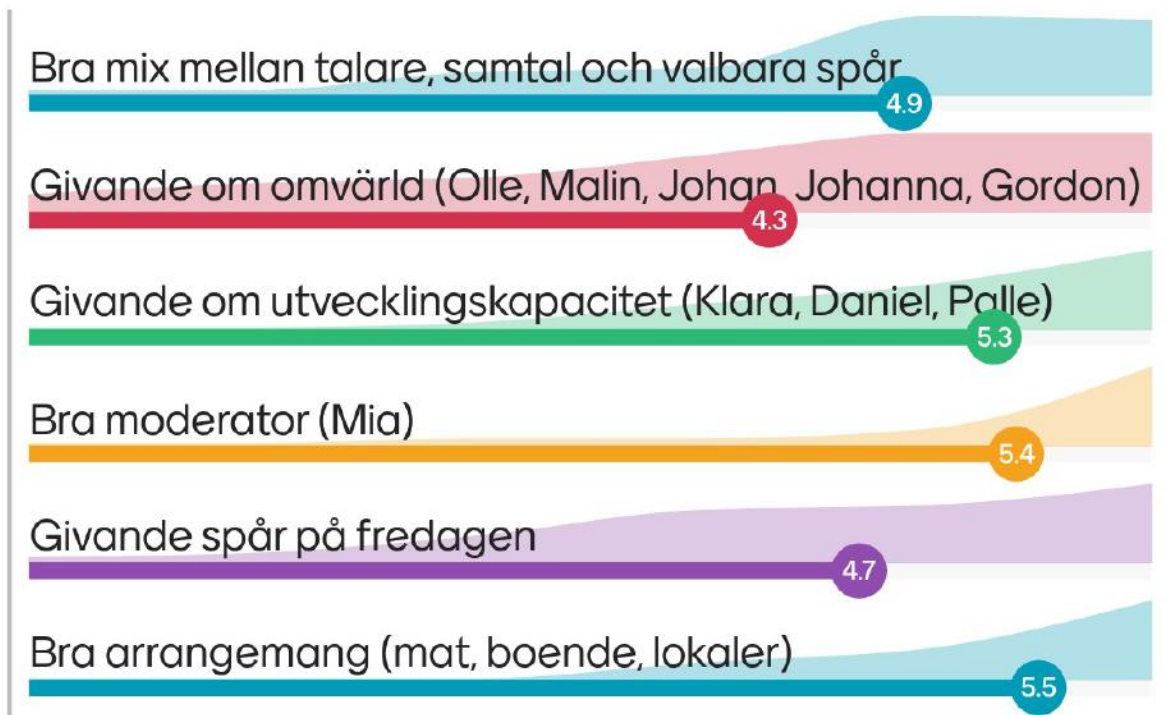 Bra mix mellan talare, samtal och valbara spår
4.9
Givande om omvärld (Olle, Malin, Johan, Johanna, Gordon)
4.3
Givande om utvecklingskapacitet (Klara, Daniel, Palle)
5.3
Bra moderator (Mia)
5.4
Givande spår på fredagen
4.7
Bra arrangemang (mat, boende, lokaler)
5.5